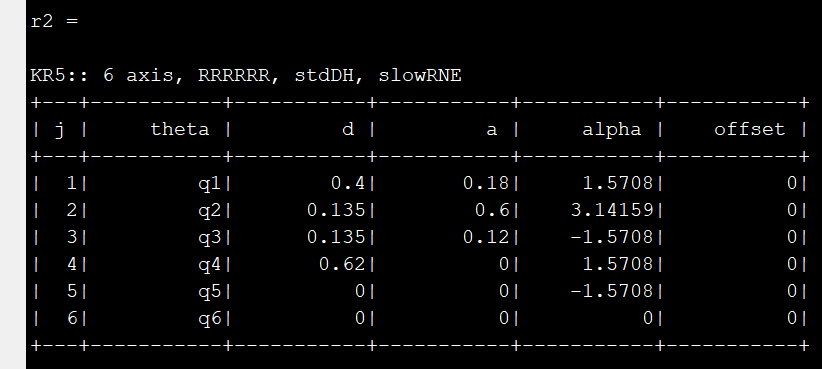 r2 =
KR5:: 6 axis, RRRRRR, stdDH, slowRNE
+---+-----------+-----------+-----------+-----------+-----------+
| j |     theta |         d |         a |     alpha |    offset |
+---+-----------+-----------+-----------+-----------+-----------+
|  1|         q1|        0.4|       0.18|     1.5708|          0|
|  2|         q2|      0.135|        0.6|    3.14159|          0|
|  3|         q3|      0.135|       0.12|    -1.5708|          0|
|  4|         q4|       0.62|          0|     1.5708|          0|
|  5|         q5|          0|          0|    -1.5708|          0|
|  6|         q6|          0|          0|          0|          0|
+---+-----------+-----------+-----------+-----------+-----------+